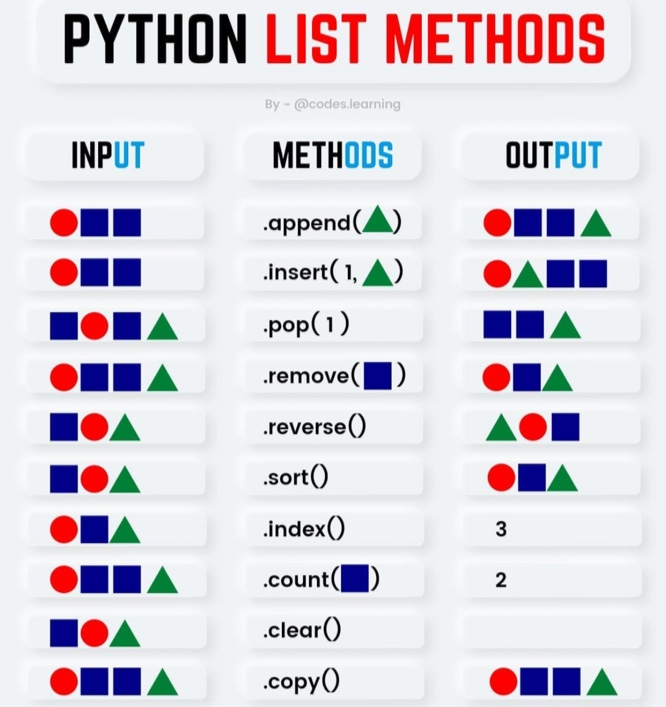 PYTHON LIST METHODS
By ~ @codes.learning
INPUT METHODS OUTPUT
.append( )
.insert( 1, )
.pop( 1 )
.remove( )
.reverse()
.sort()
.index() 3
.count( ) 2
.clear()
.copy()